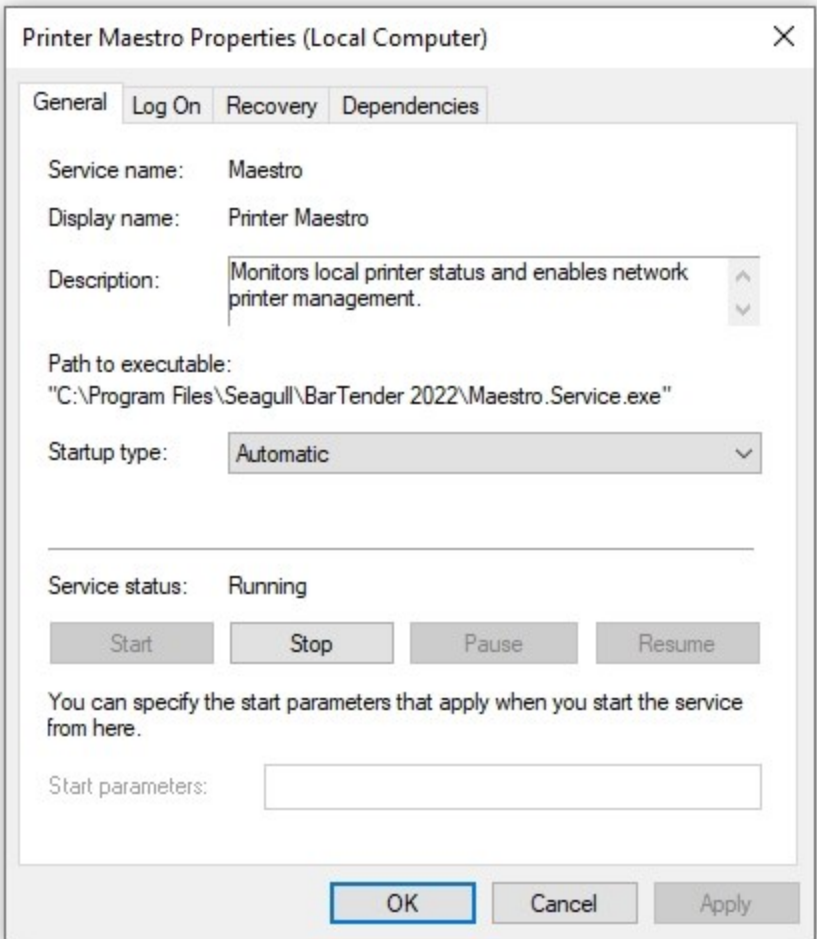 Printer Maestro Properties (Local Computer)
General Log On Recovery Dependencies
Service name: Maestro
Display name: Printer Maestro
Description: Monitors local printer status and enables network
printer management.
Path to executable:
"C:\Program Files\Seagull\BarTender 2022\Maestro.Service.exe"
Startup type: Automatic
Service status: Running
Start Stop Pause Resume
You can specify the start parameters that apply when you start the service
from here.
Start parameters:
OK Cancel Apply